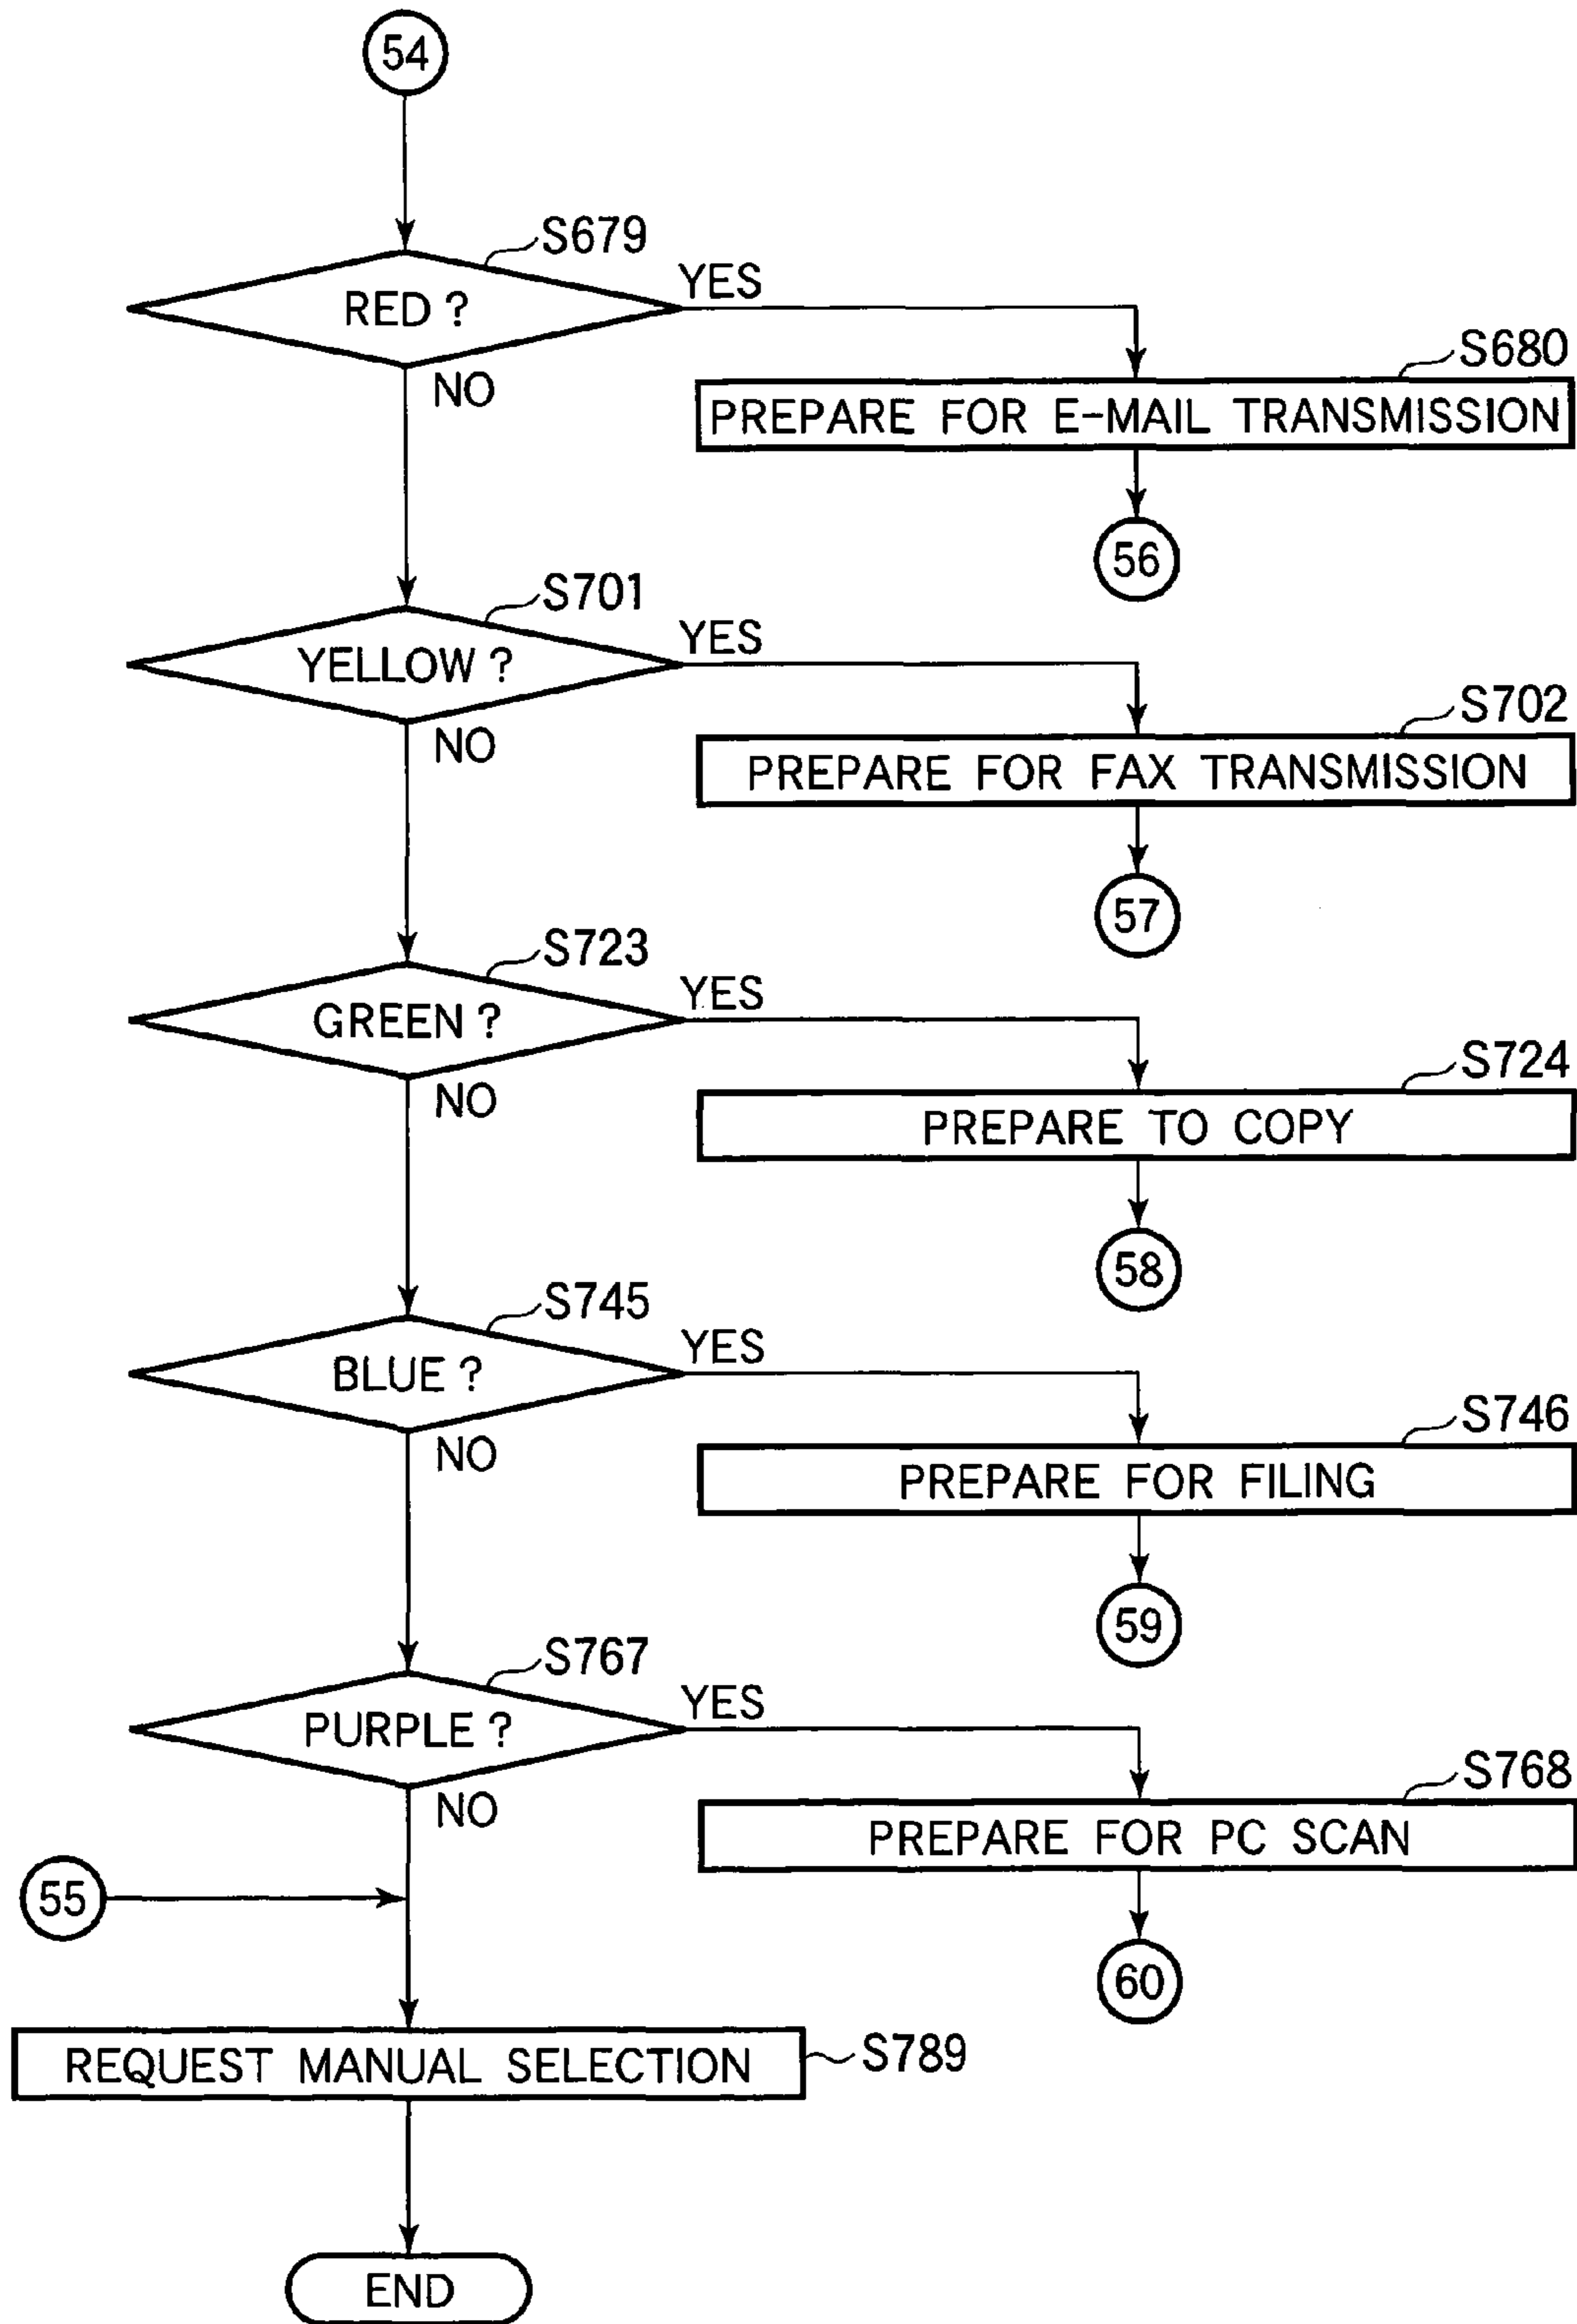 54
S679
RED ?
YES
NO
S680
PREPARE FOR E-MAIL TRANSMISSION
56
S701
YELLOW ?
YES
NO
S702
PREPARE FOR FAX TRANSMISSION
57
S723
GREEN ?
YES
NO
S724
PREPARE TO COPY
58
S745
BLUE ?
YES
NO
S746
PREPARE FOR FILING
59
S767
PURPLE ?
YES
NO
S768
PREPARE FOR PC SCAN
55
60
REQUEST MANUAL SELECTION
S789
END